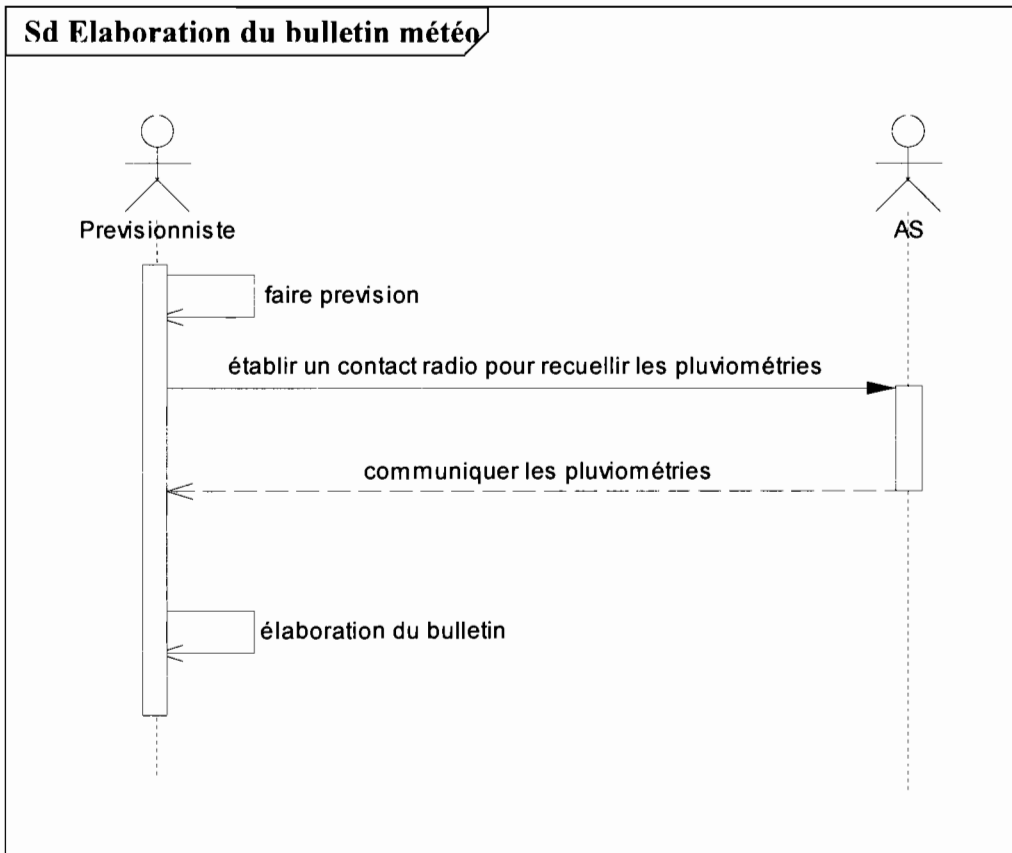 Sd Elaboration du bulletin météo
Previsionniste
AS
faire prevision
établir un contact radio pour recuellir les pluviométries
communiquer les pluviométries
élaboration du bulletin